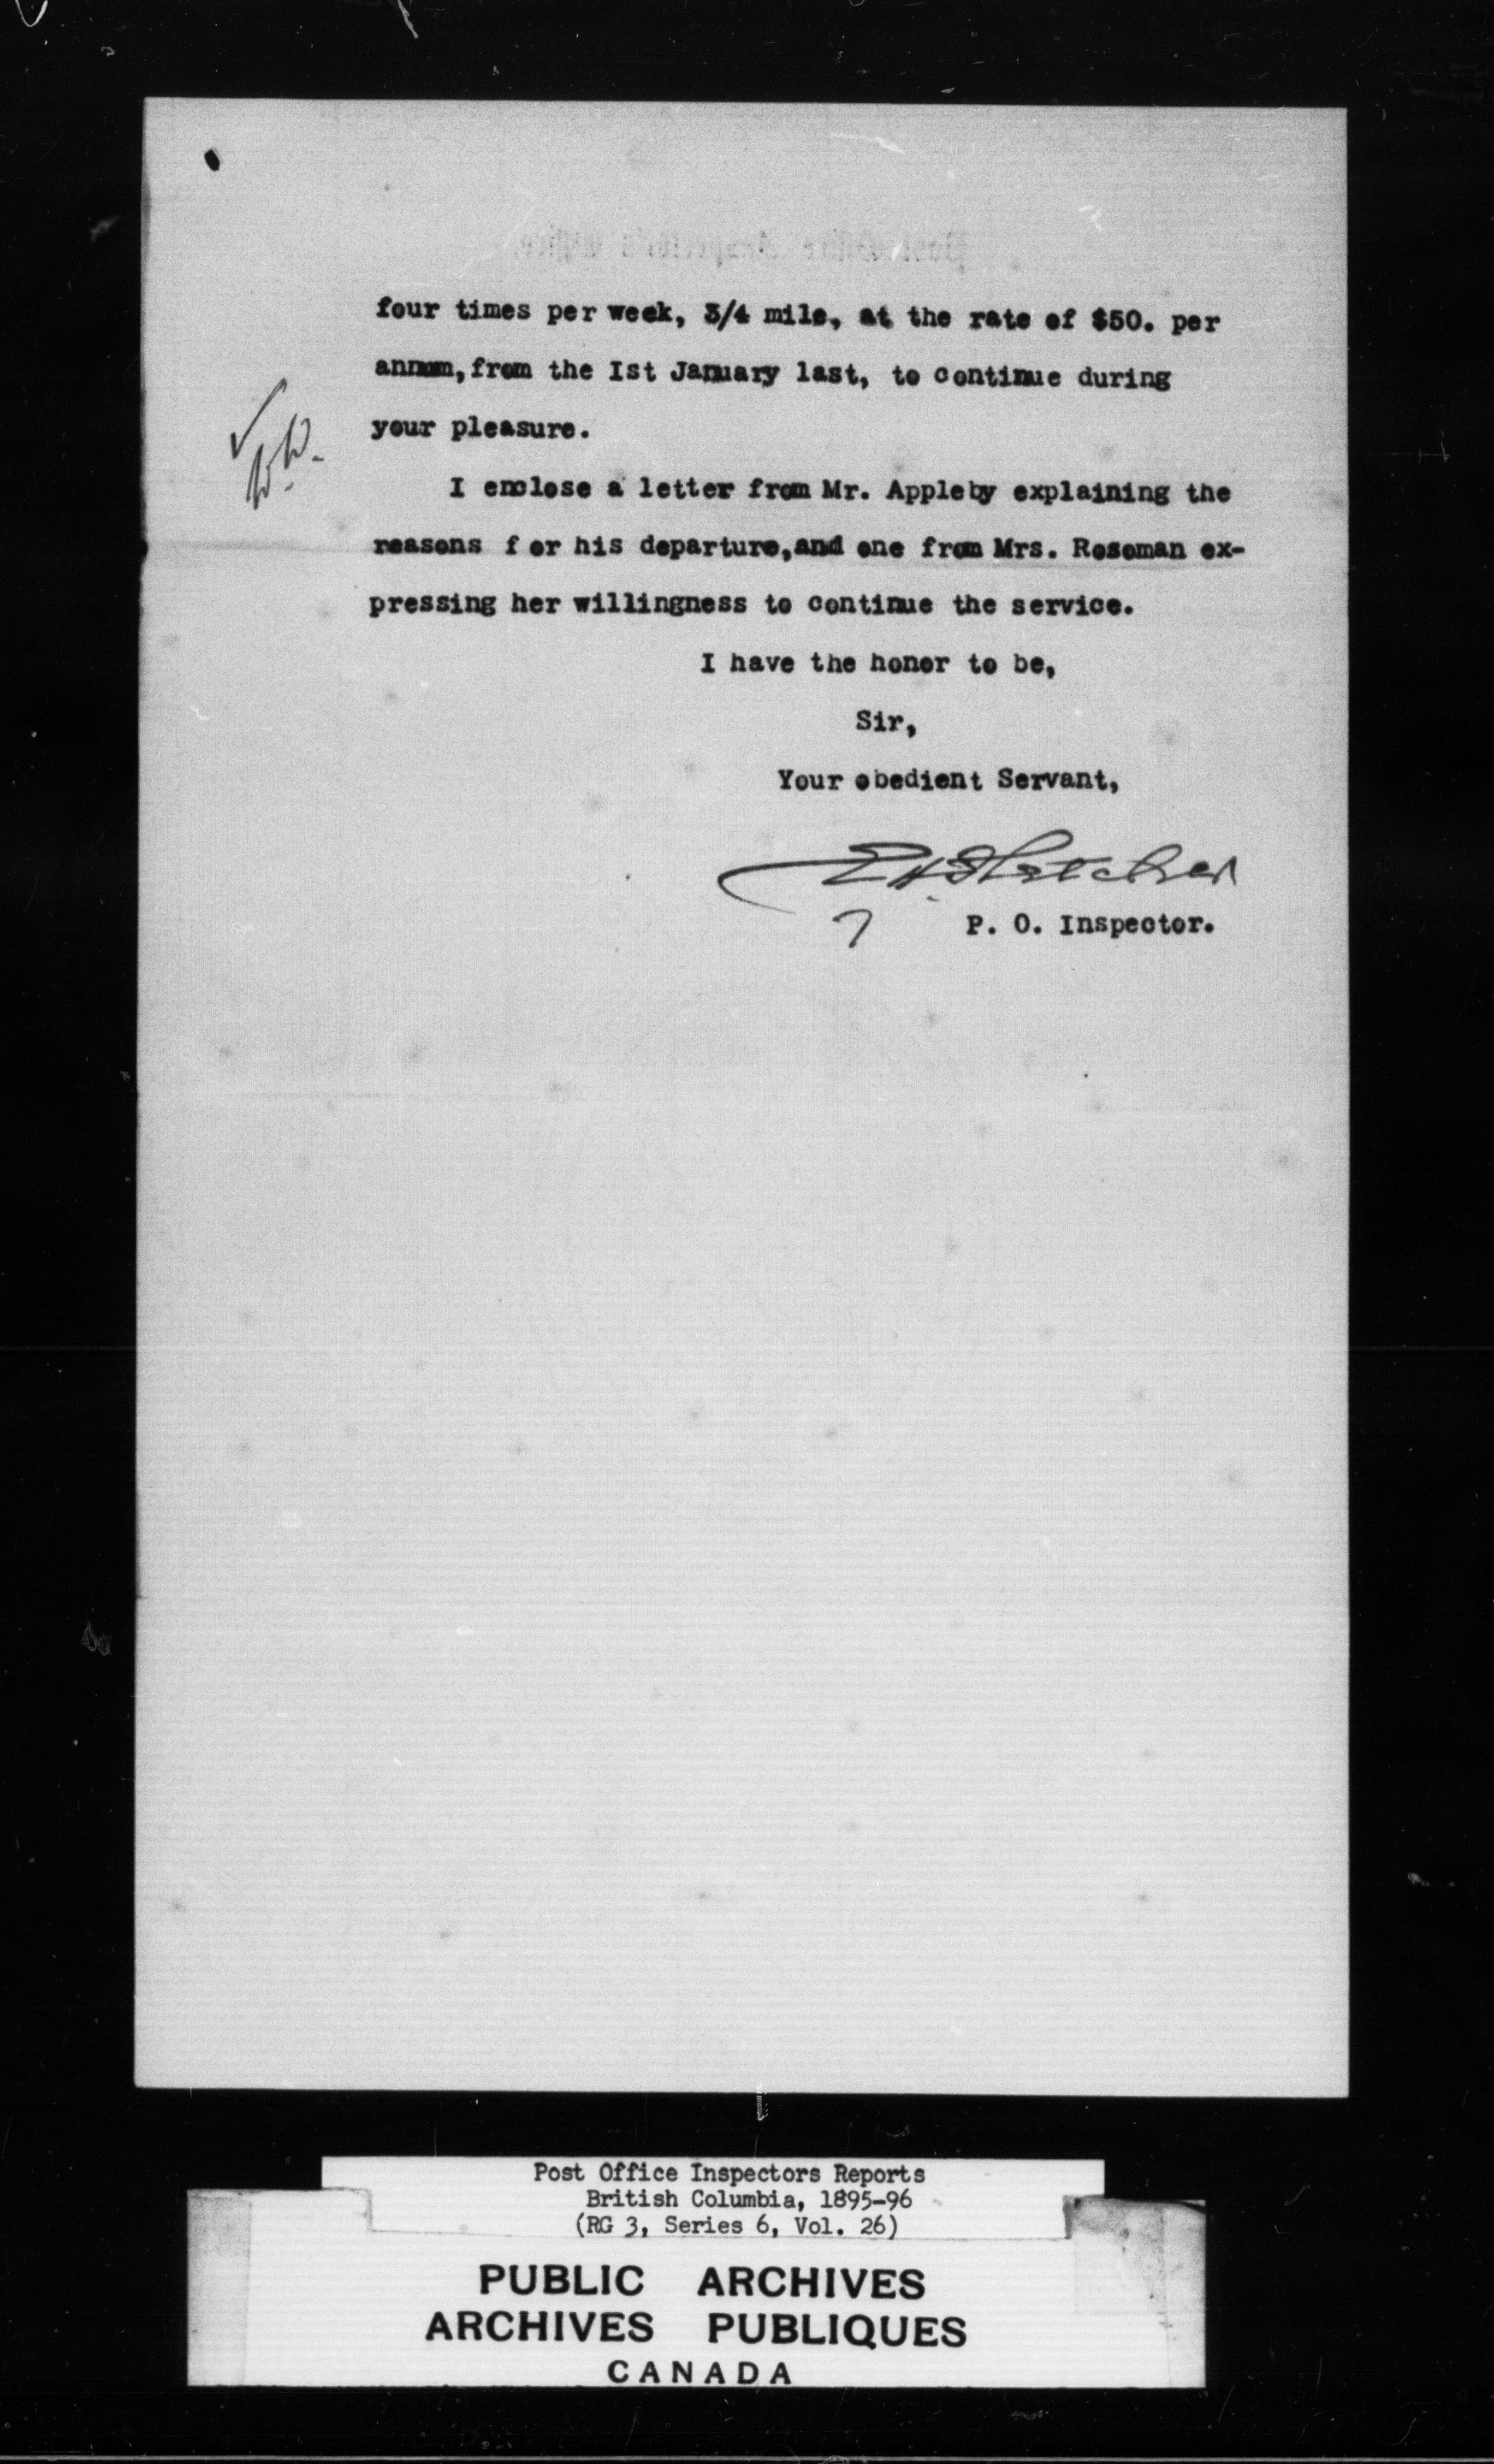 four times per week, 3/4 mile, at the rate of $50. per
annum, from the Ist January last, to continue during
your pleasure.
I enclose a letter from Mr. Appleby explaining the
reasons f or his departure, and one from Mrs. Roseman ex-
pressing her willingness to continue the service.
I have the honor to be,
Sir,
Your obedient Servant,
EHFletcher
P. O. Inspector.
Post Office Inspectors Reports
British Columbia, 1895-96
(RG 3, Series 6, Vol. 26)
PUBLIC ARCHIVES
ARCHIVES PUBLIQUES
CANADA